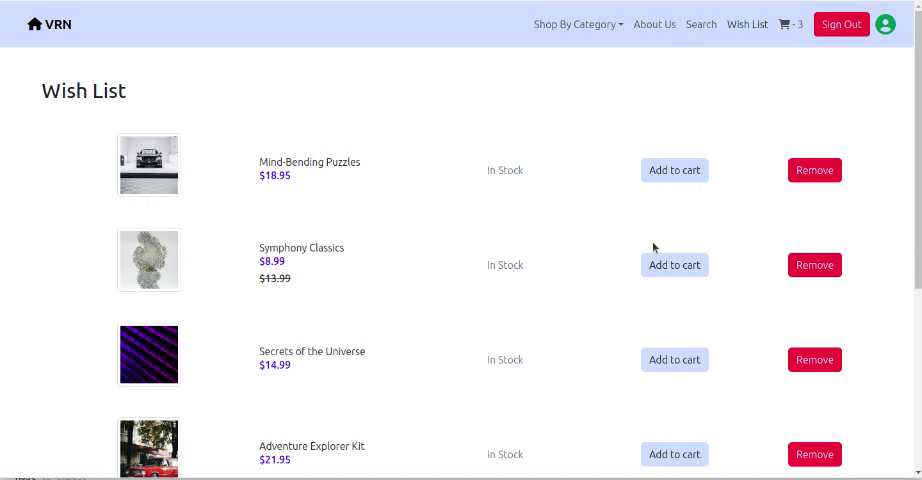 VRN
Shop By Category
About Us
Search
Wish List
- 3
Sign Out
Wish List
Mind-Bending Puzzles
$18.95
In Stock
Add to cart
Remove
Symphony Classics
$8.99
$13.99
In Stock
Add to cart
Remove
Secrets of the Universe
$14.99
In Stock
Add to cart
Remove
Adventure Explorer Kit
$21.95
In Stock
Add to cart
Remove